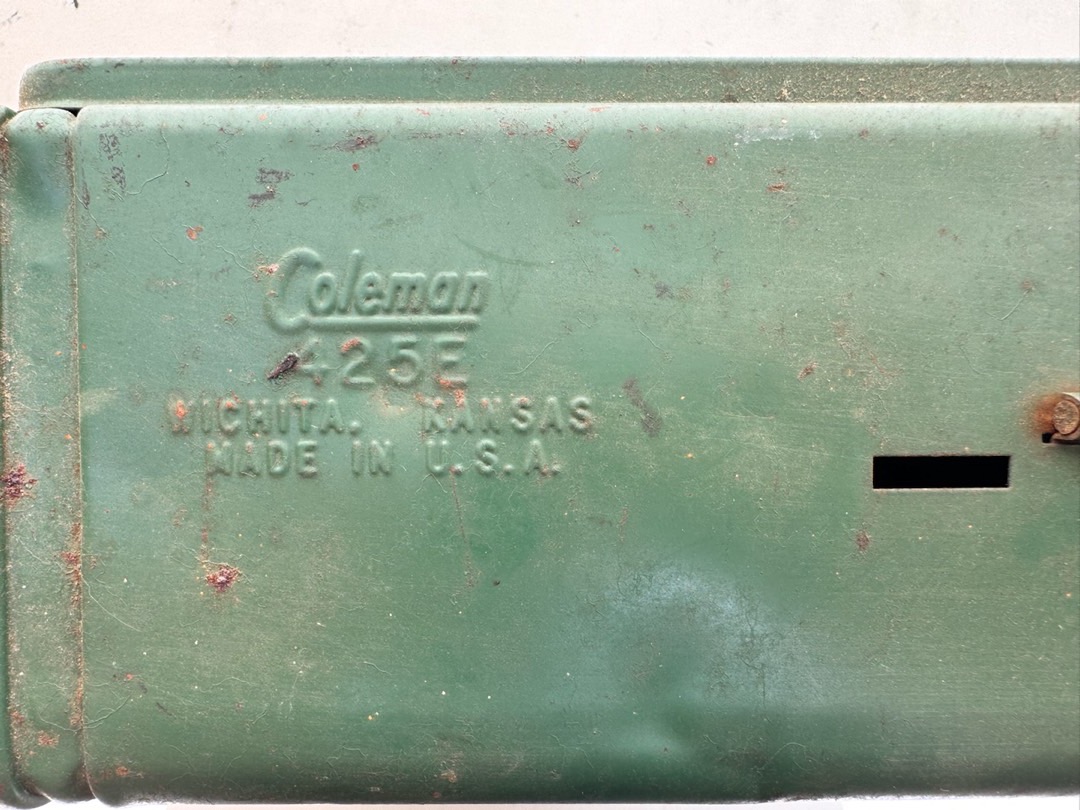 Coleman
425E
WICHITA. KANSAS
MADE IN U.S.A.